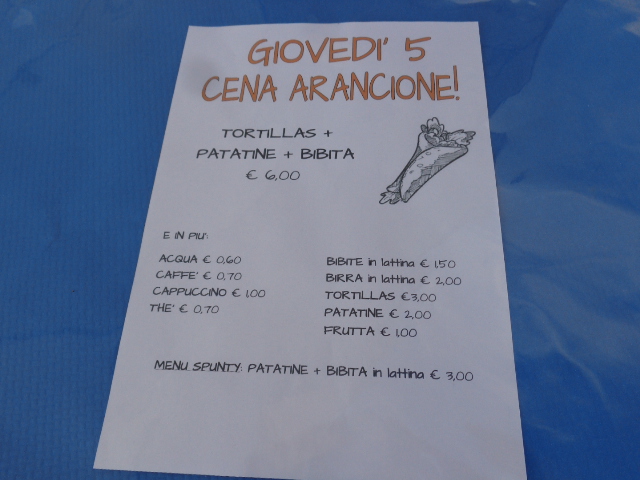 GIOVEDI' 5
CENA ARANCIONE!
TORTILLAS +
PATATINE + BIBITA
€ 6,00
E IN PIU':
ACQUA € 0,60
CAFFE' € 0,70
CAPPUCCINO € 1,00
THE' € 0,70
BIBITE in lattina € 1,50
BIRRA in lattina € 2,00
TORTILLAS €3,00
PATATINE € 2,00
FRUTTA € 1,00
MENU SPUNTY: PATATINE + BIBITA in lattina € 3,00